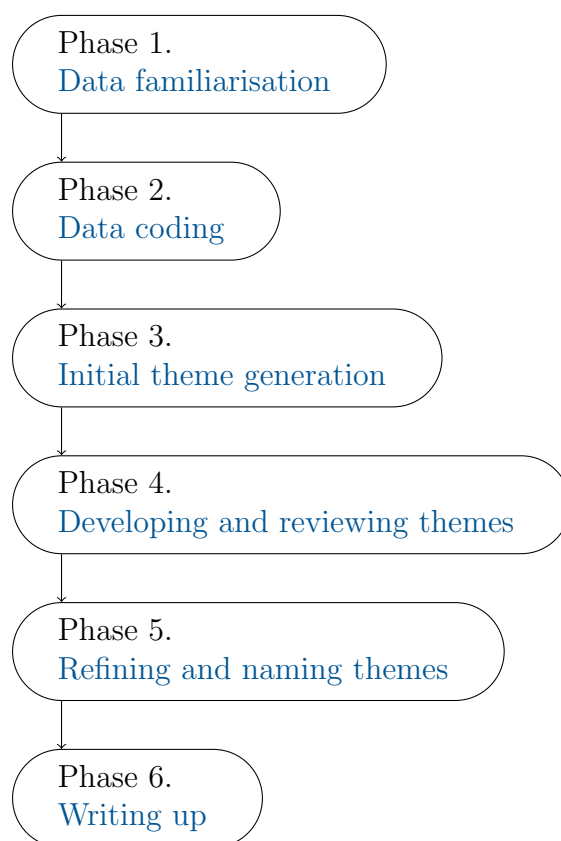 Phase 1.
Data familiarisation
Phase 2.
Data coding
Phase 3.
Initial theme generation
Phase 4.
Developing and reviewing themes
Phase 5.
Refining and naming themes
Phase 6.
Writing up